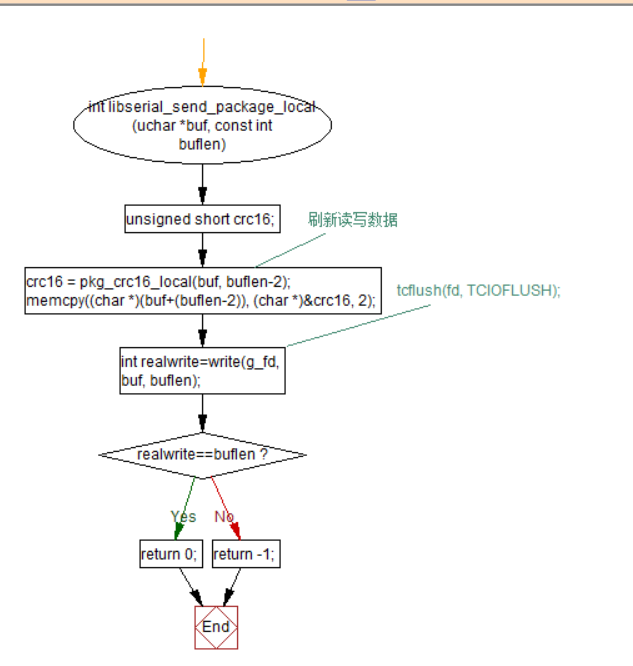 int libserial_send_package_local
(uchar *buf, const int
buflen)
unsigned short crc16;
刷新读写数据
crc16 = pkg_crc16_local(buf, buflen-2);
memcpy((char *)(buf+(buflen-2)), (char *)&crc16, 2);
tcflush(fd, TCIOFLUSH);
int realwrite=write(g_fd,
buf, buflen);
realwrite==buflen ?
Yes
No
return 0;
return -1;
End